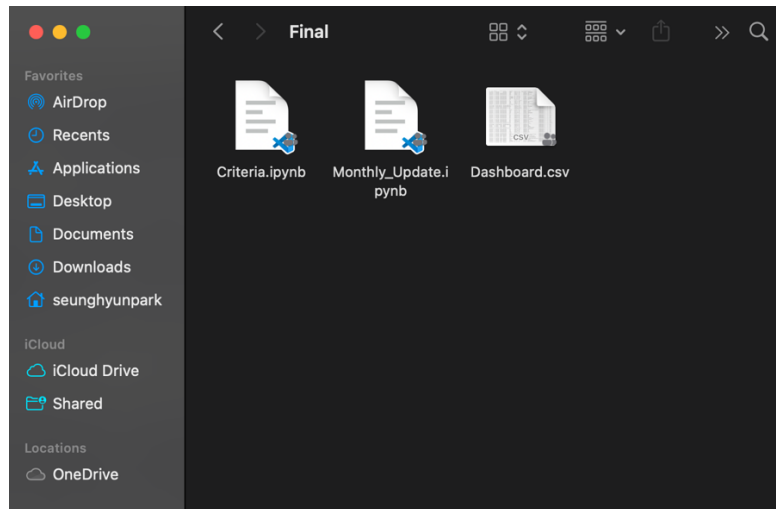 Final
Favorites
AirDrop
Recents
Applications
Desktop
Documents
Downloads
seunghyunpark
iCloud
iCloud Drive
Shared
Locations
OneDrive
Criteria.ipynb
Monthly_Update.i
pynb
CSV
Dashboard.csv